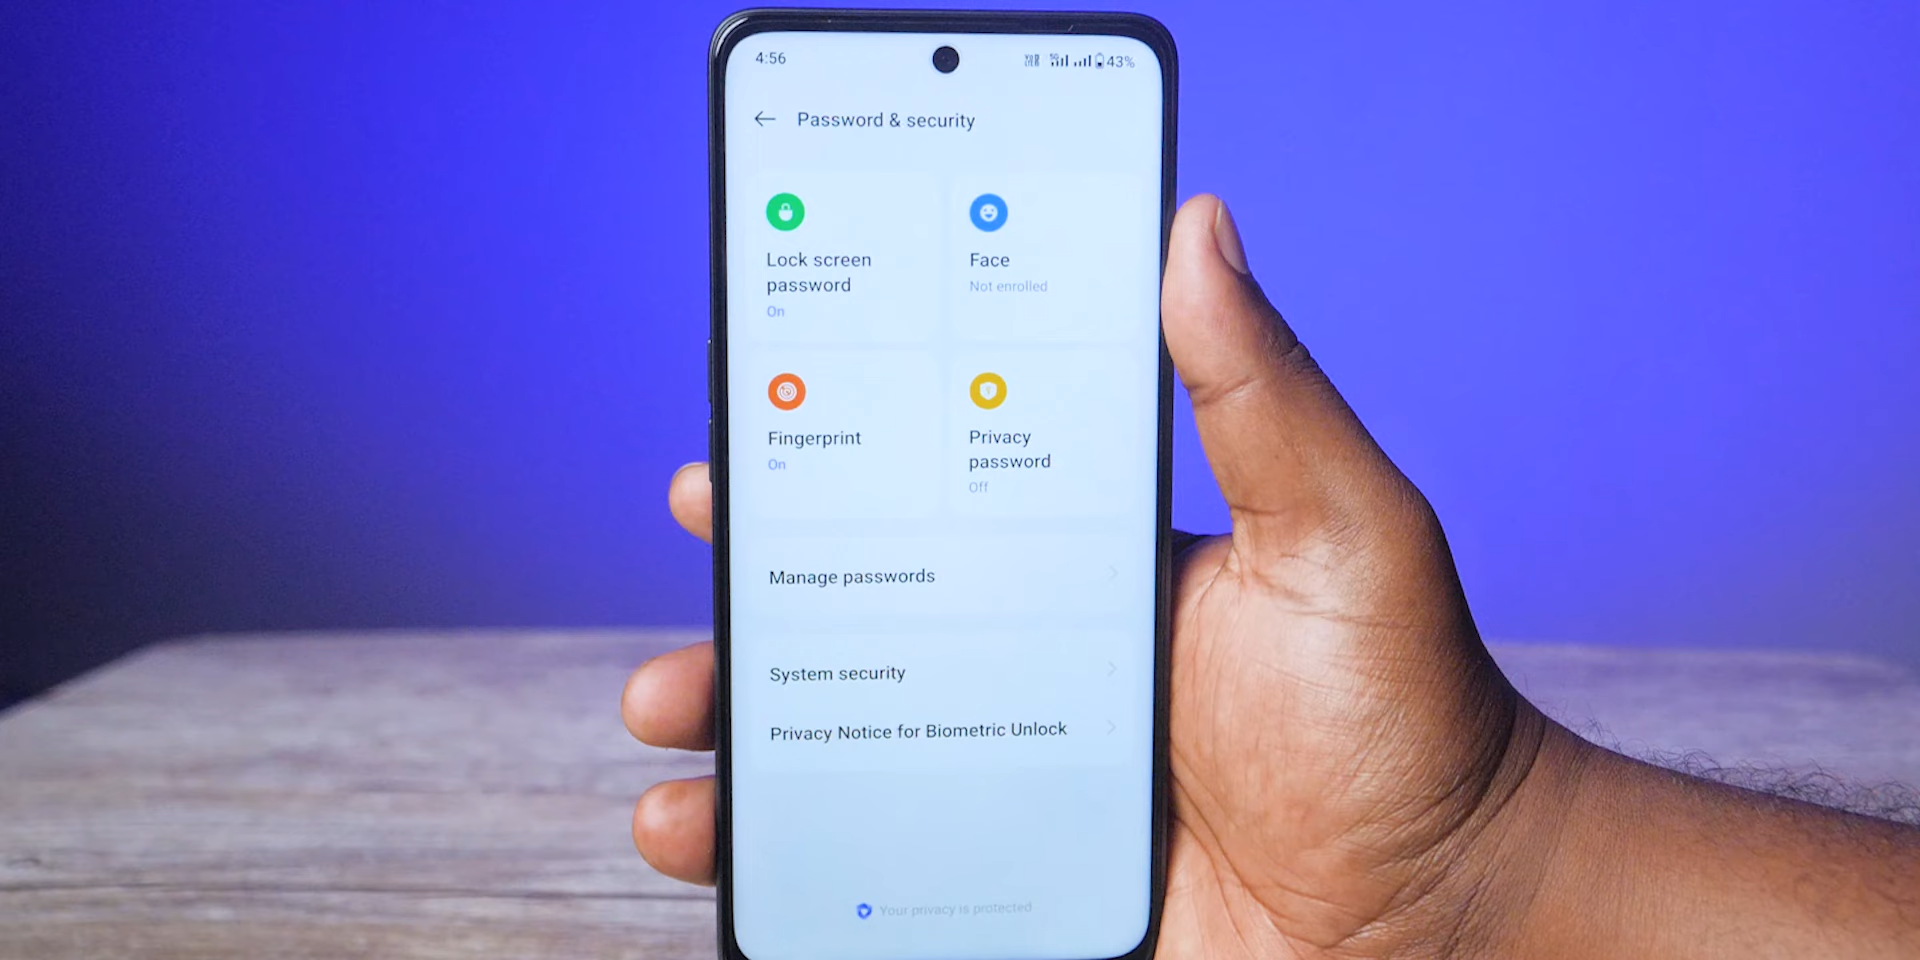 4:56
5G 43%
Password & security
Lock screen
password
On
Face
Not enrolled
Fingerprint
On
Privacy
password
Off
Manage passwords
System security
Privacy Notice for Biometric Unlock
Your privacy is protected